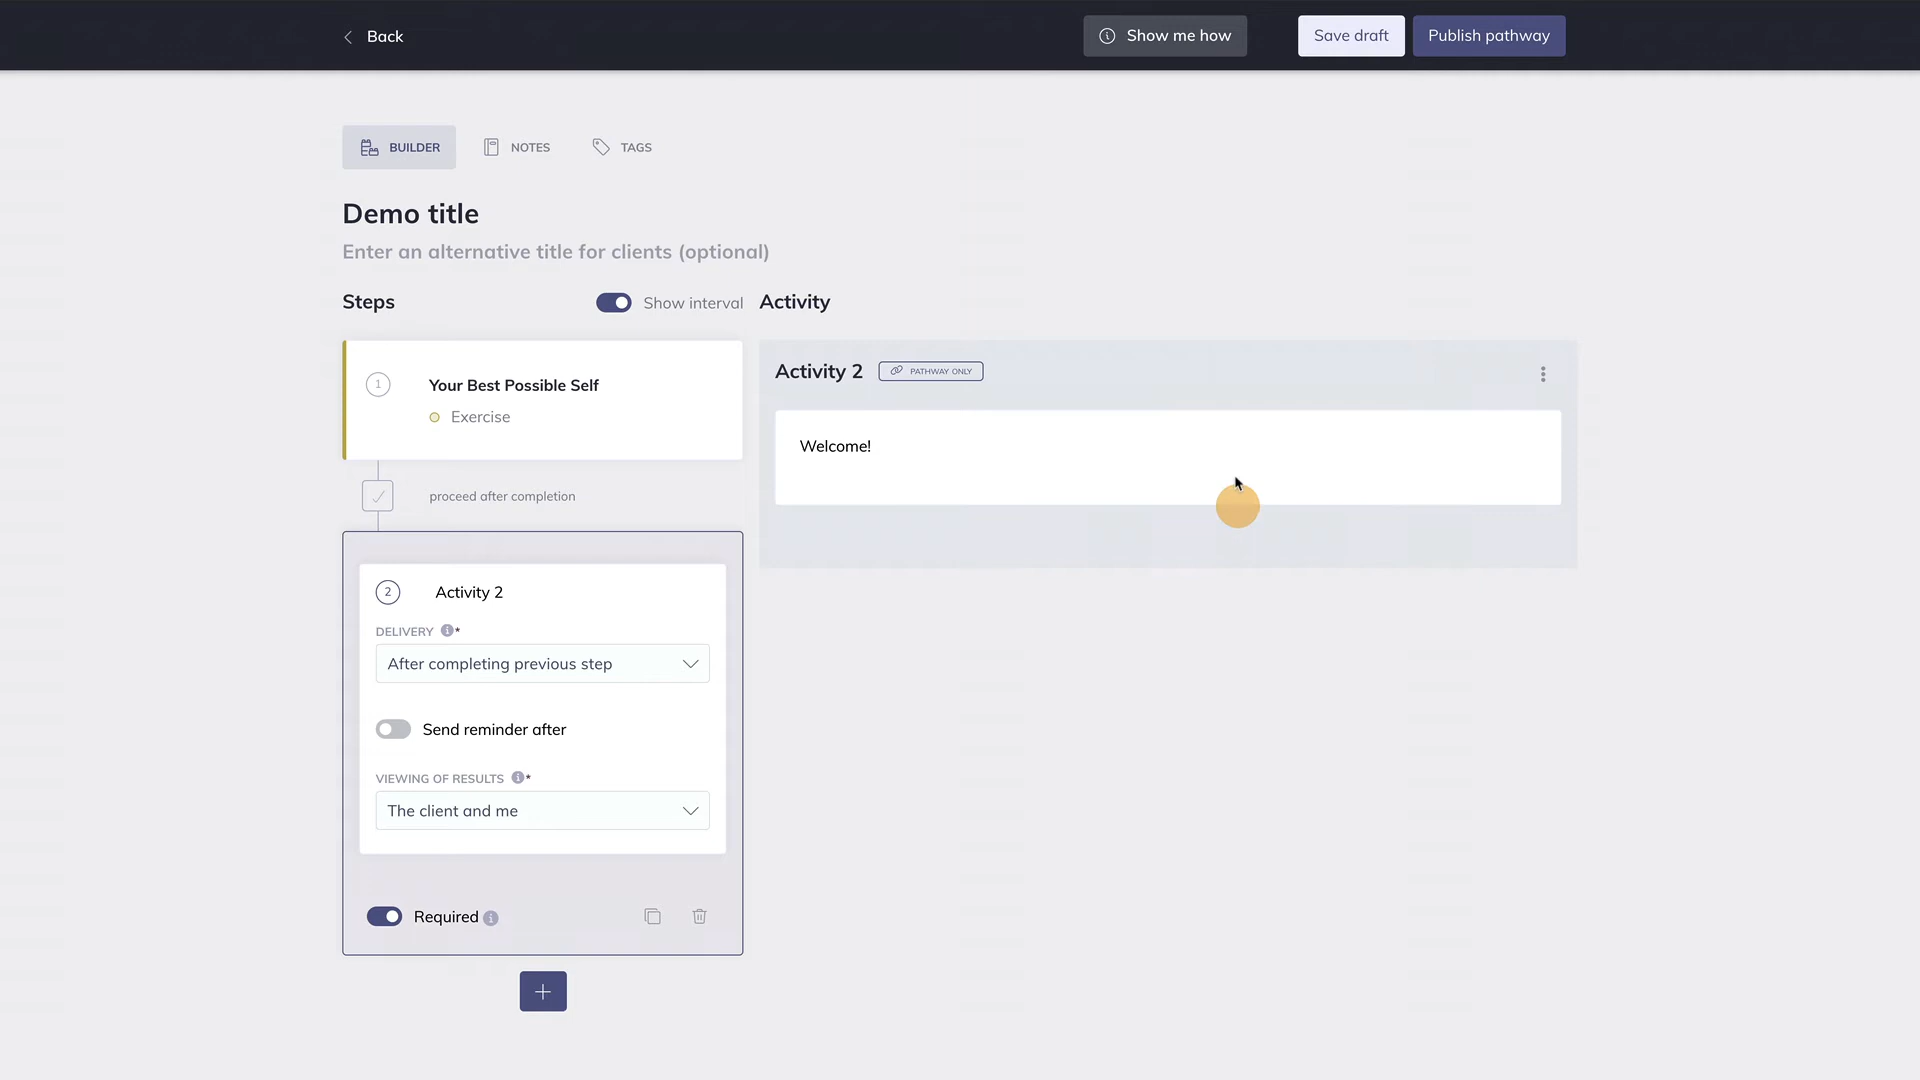 Back
Show me how
Save draft
Publish pathway
BUILDER
NOTES
TAGS
Demo title
Enter an alternative title for clients (optional)
Steps
Show interval
Activity
1
Your Best Possible Self
Exercise
proceed after completion
Activity 2
PATHWAY ONLY
Welcome!
2
Activity 2
DELIVERY *
After completing previous step
Send reminder after
VIEWING OF RESULTS *
The client and me
Required